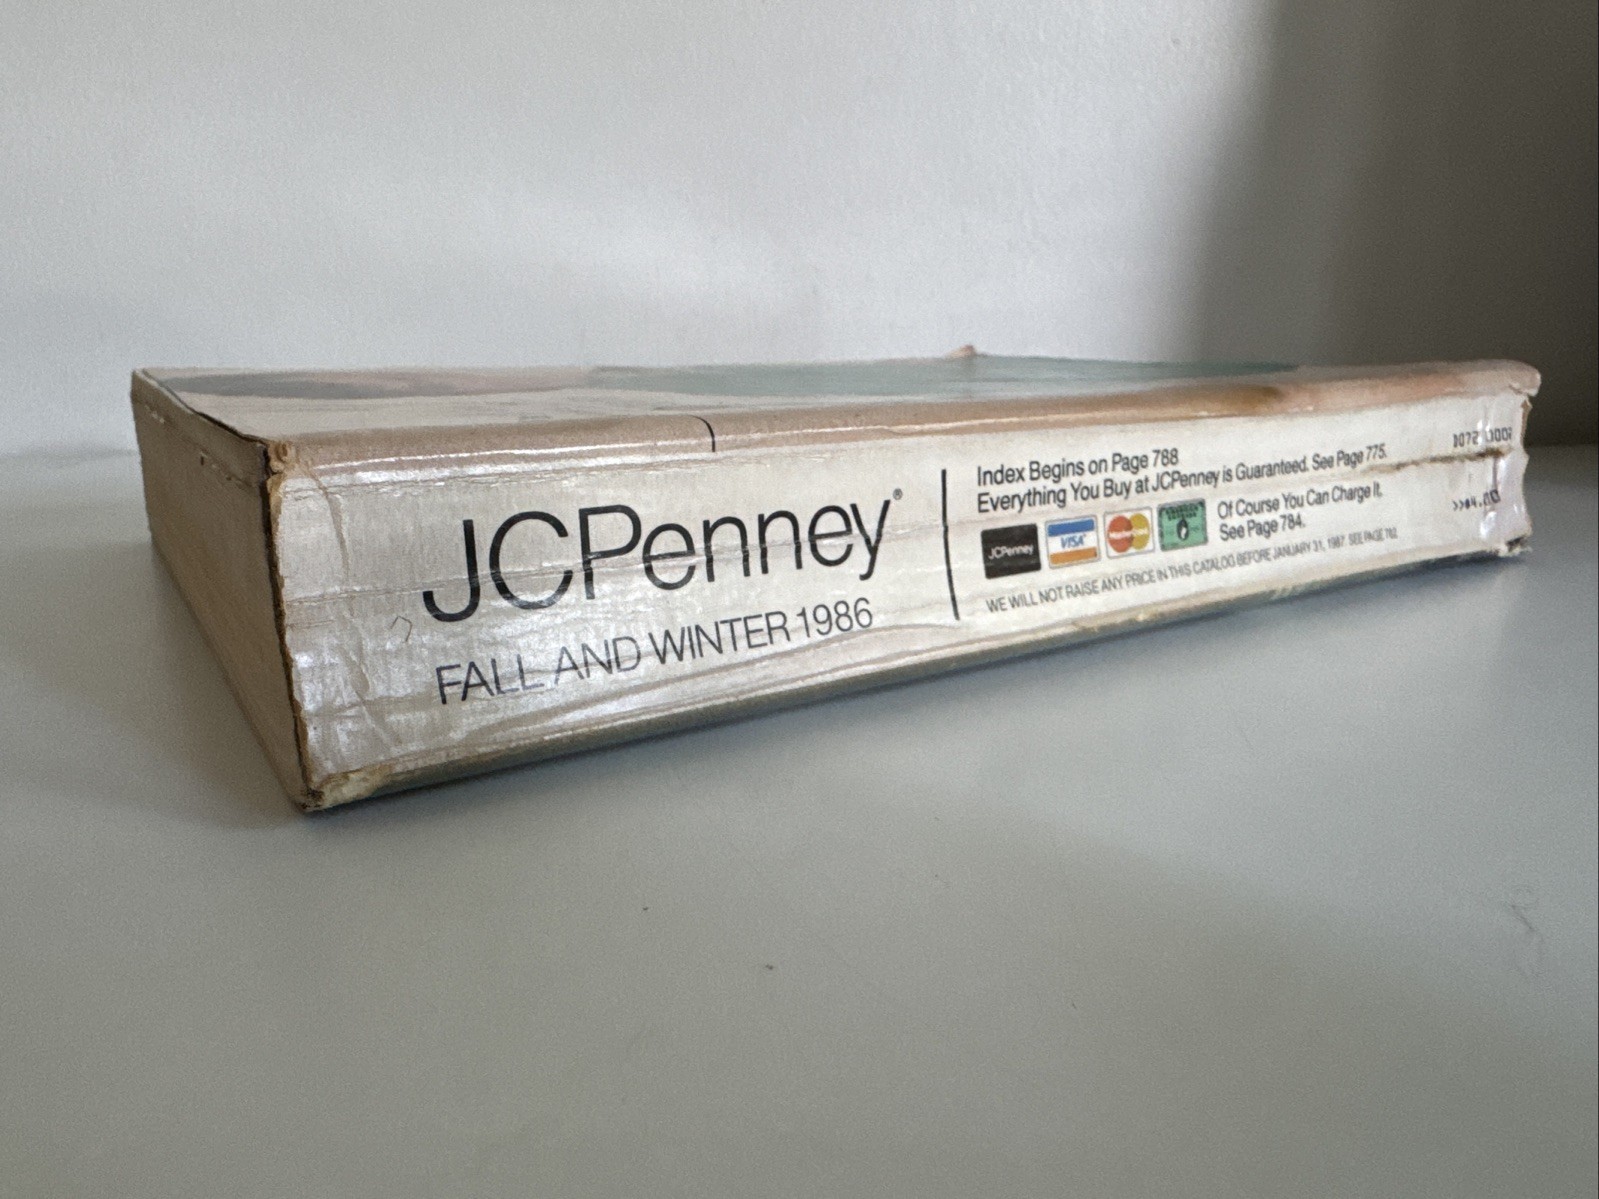 JCPenney®
FALL AND WINTER 1986
Index Begins on Page 788
Everything You Buy at JCPenney is Guaranteed. See Page 775.
JCPenney
VISA
MasterCard
Of Course You Can Charge It.
See Page 784.
WE WILL NOT RAISE ANY PRICE IN THIS CATALOG BEFORE JANUARY 31, 1987. SEE PAGE